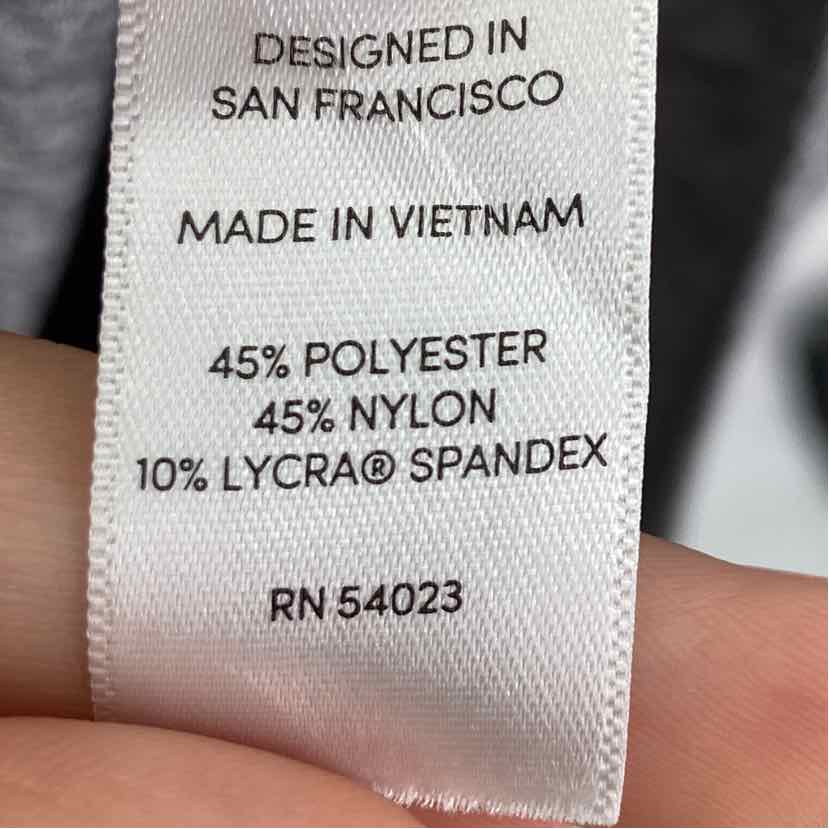 DESIGNED IN
SAN FRANCISCO
MADE IN VIETNAM
45% POLYESTER
45% NYLON
10% LYCRA® SPANDEX
RN 54023